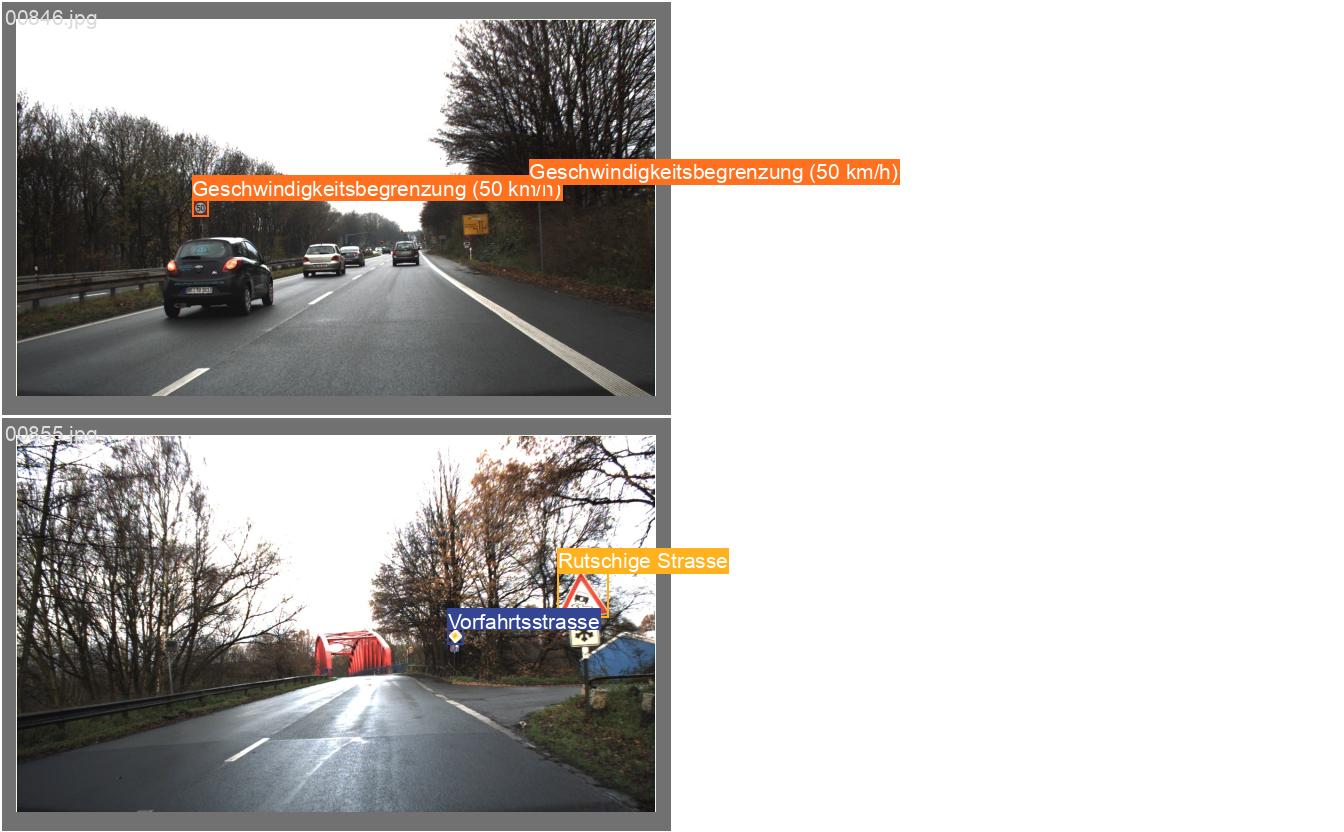 00846.jpg
Geschwindigkeitsbegrenzung (50 km/h)
Geschwindigkeitsbegrenzung (50 km/h)
50
00855.jpg
Rutschige Strasse
Vorfahrtsstrasse